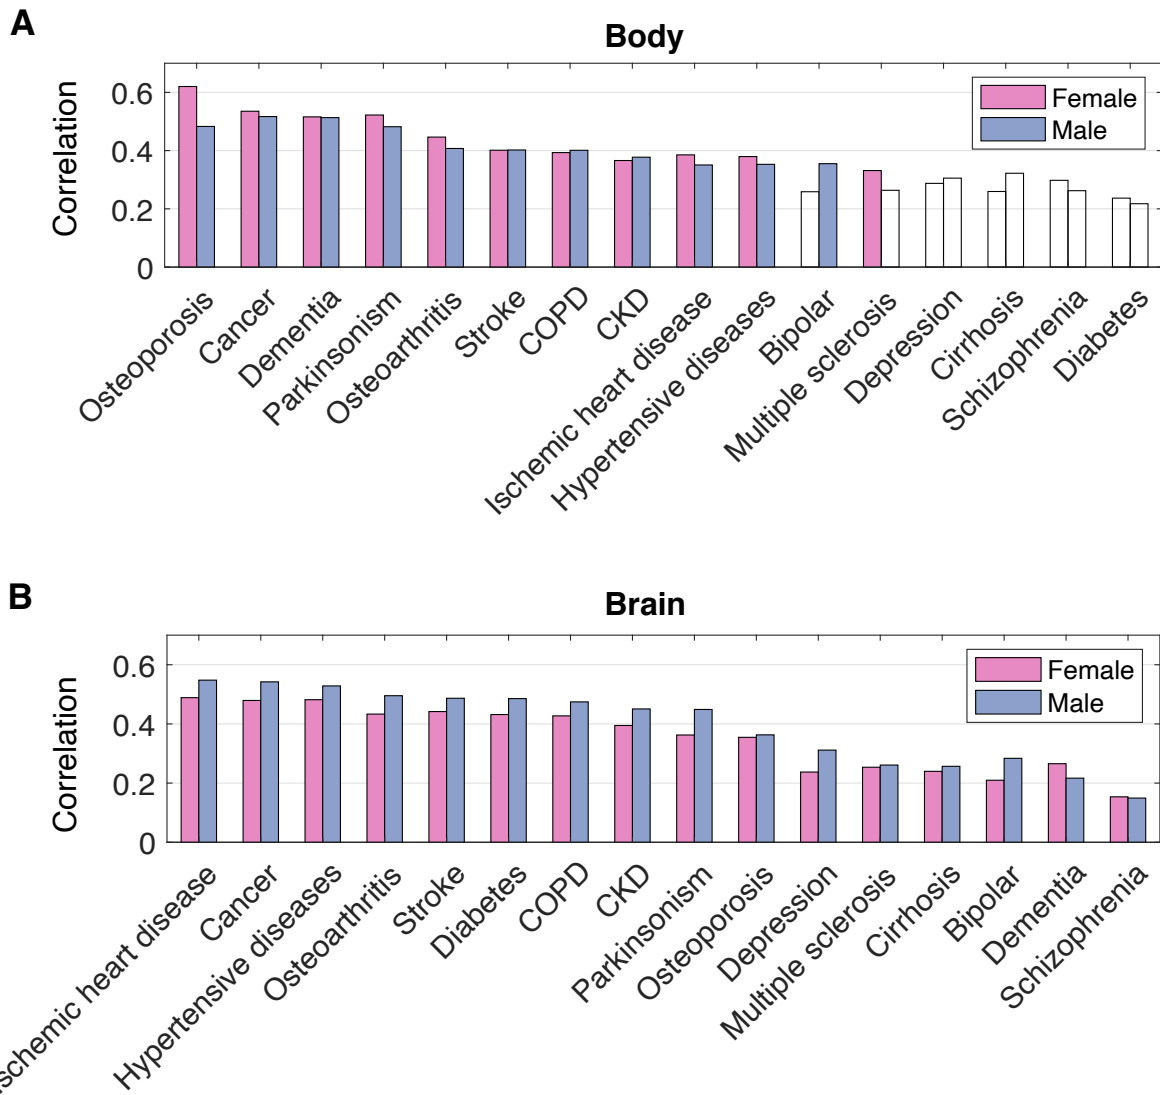 A
Body
Correlation
0.6
0.4
0.2
0
Female
Male
Osteoporosis
Cancer
Dementia
Parkinsonism
Osteoarthritis
Stroke
COPD
CKD
Ischemic heart disease
Hypertensive diseases
Bipolar
Multiple sclerosis
Depression
Cirrhosis
Schizophrenia
Diabetes
B
Brain
Correlation
0.6
0.4
0.2
0
Female
Male
schemic heart disease
Cancer
Hypertensive diseases
Osteoarthritis
Stroke
Diabetes
COPD
CKD
Parkinsonism
Osteoporosis
Depression
Multiple sclerosis
Cirrhosis
Bipolar
Dementia
Schizophrenia